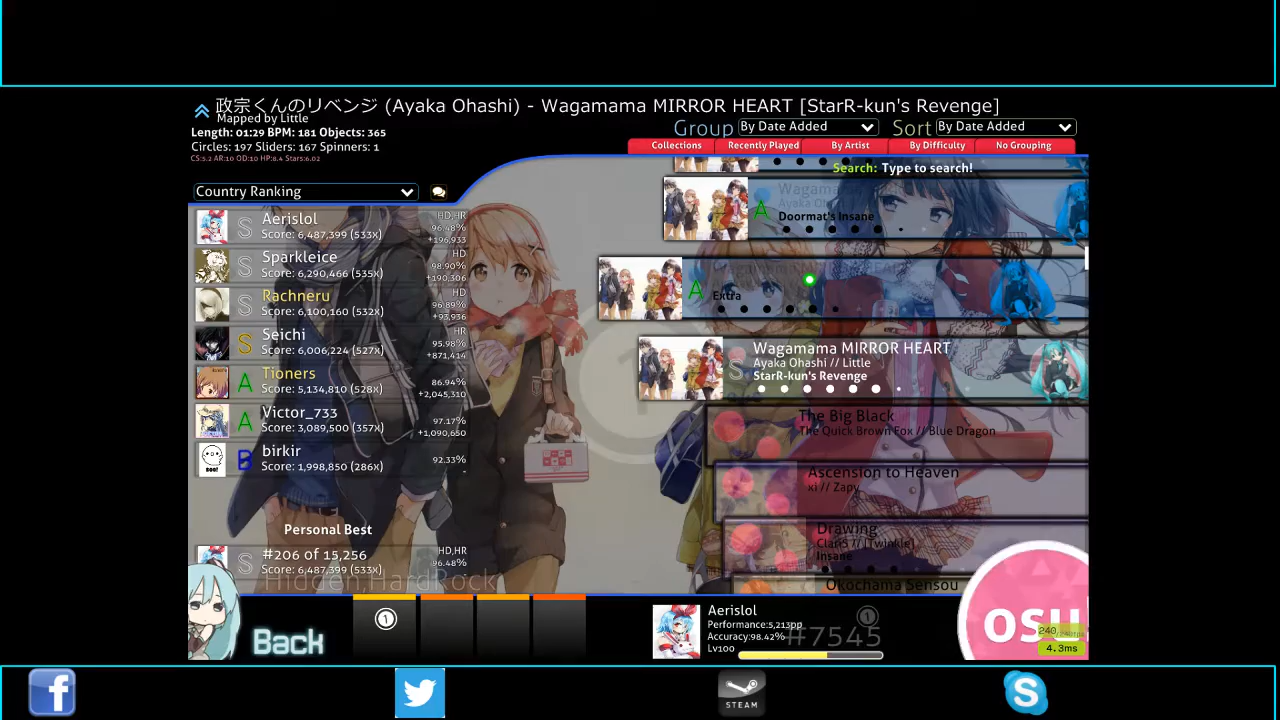 政宗くんのリベンジ (Ayaka Ohashi) - Wagamama MIRROR HEART [StarR-kun's Revenge]
Mapped by Little
Length: 01:29 BPM: 181 Objects: 365
Circles: 197 Sliders: 167 Spinners: 1
CS:5.2 AR:10 OD:10 HP:8.4 Stars:6.02
Group By Date Added Sort By Date Added
Collections Recently Played By Artist By Difficulty No Grouping
Search: Type to search!
Country Ranking
Aerislol HD,HR
Score: 6,487,399 (533x) 96.48%
+196,933
Sparkleice HD
Score: 6,290,466 (535x) 98.90%
+190,306
Rachneru HD
Score: 6,100,160 (532x) 96.89%
+93,936
Seichi HR
Score: 6,006,224 (527x) 95.98%
+871,414
Tioners
Score: 5,134,810 (528x) 86.94%
+2,045,310
Victor_733
Score: 3,089,500 (357x) 97.17%
+1,090,650
birkir
Score: 1,998,850 (286x) 92.33%
-
Personal Best
#206 of 15,256 HD,HR
Score: 6,487,399 (533x) 96.48%
Hidden,HardRock
Wagamama
Ayaka Ohashi
Doormat's Insane
Extra
Wagamama MIRROR HEART
Ayaka Ohashi // Little
StarR-kun's Revenge
The Big Black
The Quick Brown Fox // Blue Dragon
Ascension to Heaven
xi // Zapy
Drawing
ClariS // [Twinkle]
Insane
Okochama Sensou
Back
1
Aerislol
Performance:5,213pp
Accuracy:98.42%
Lv100
#7545
1
osu
240
4.3ms
STEAM